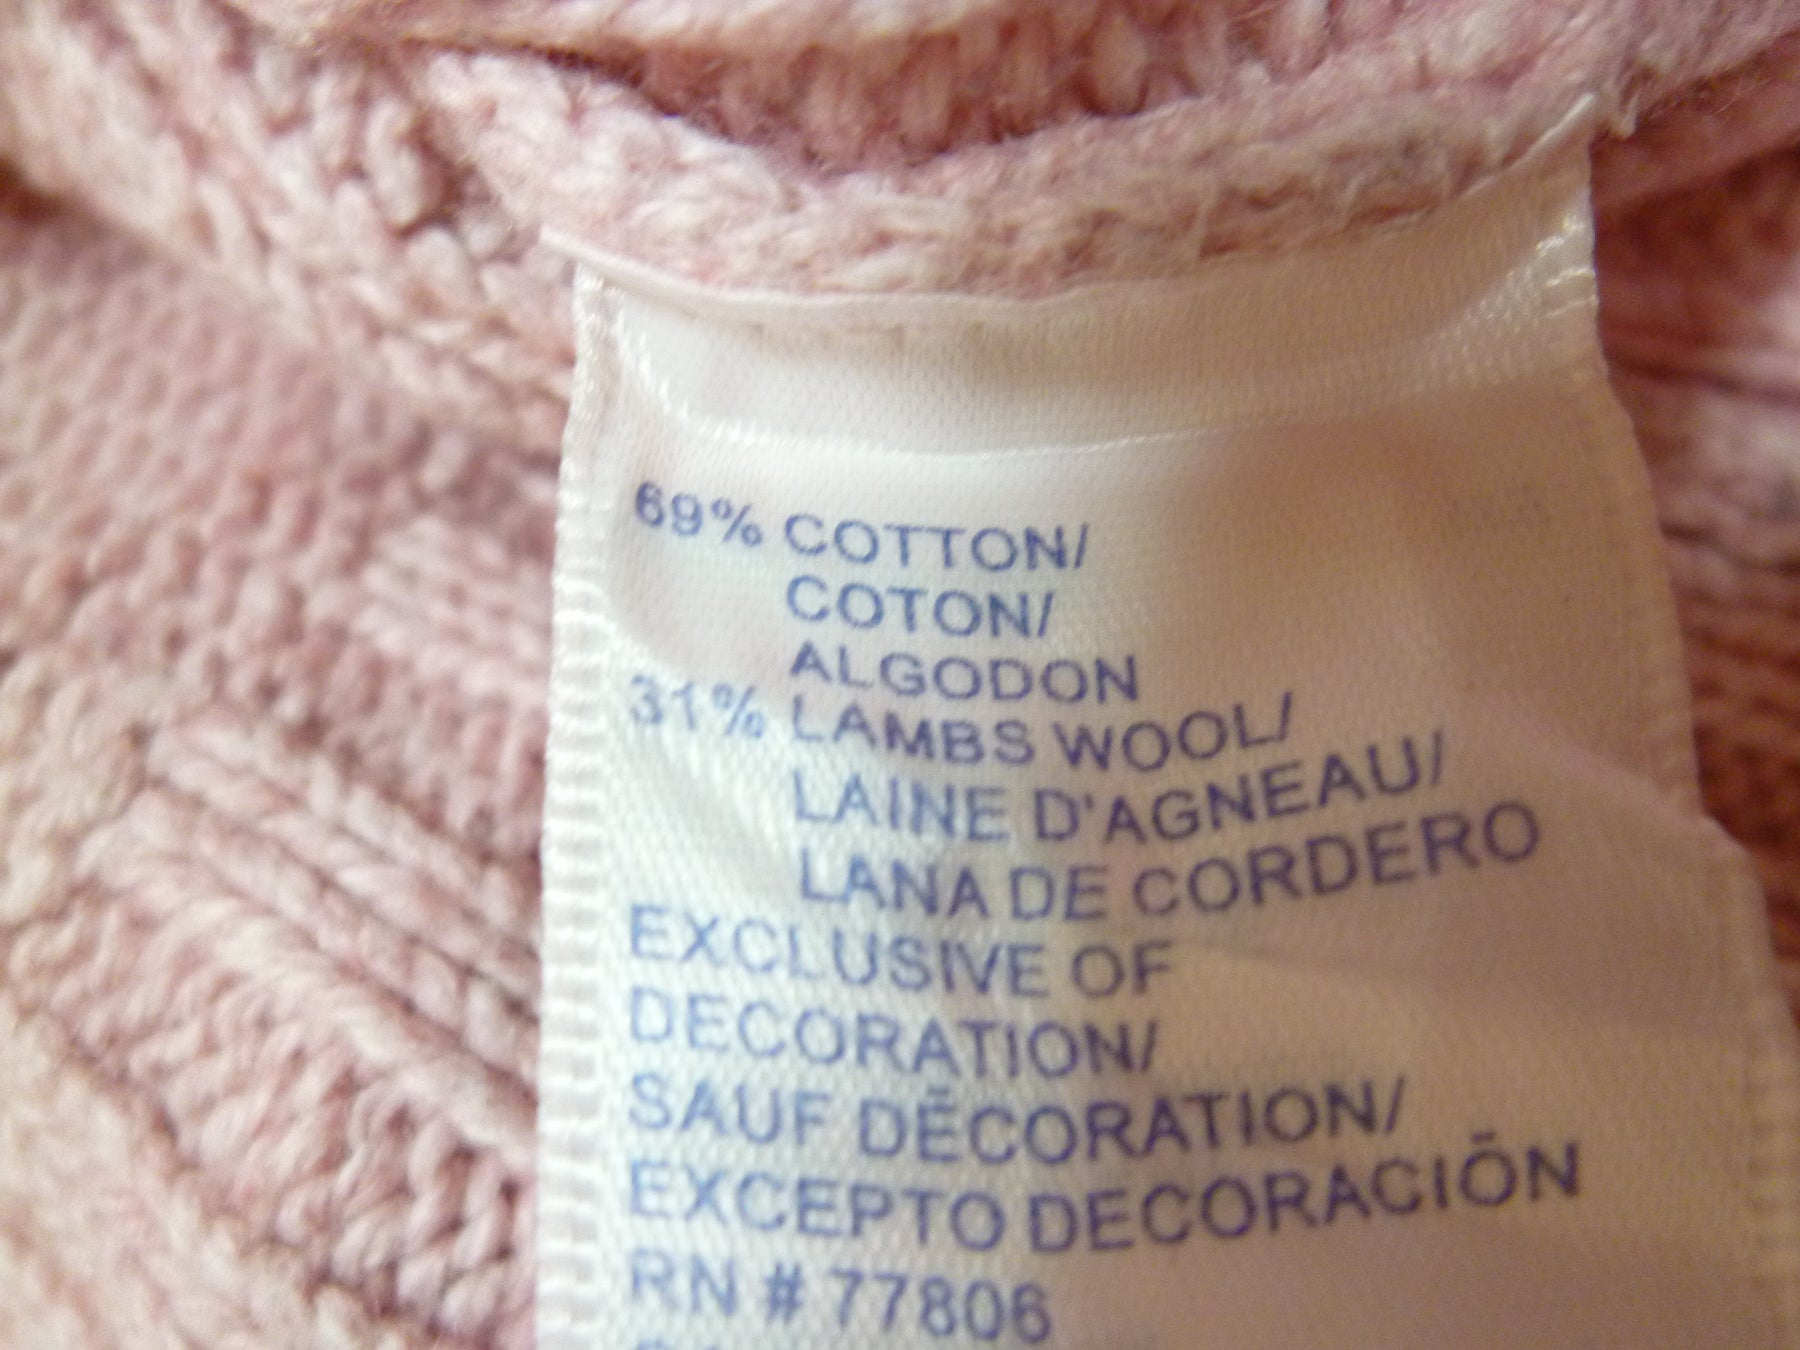 69% COTTON/
COTON/
ALGODON
31% LAMBS WOOL/
LAINE D'AGNEAU/
LANA DE CORDERO
EXCLUSIVE OF
DECORATION/
SAUF DĒCORATION/
EXCEPTO DECORACIŌN
RN # 77806